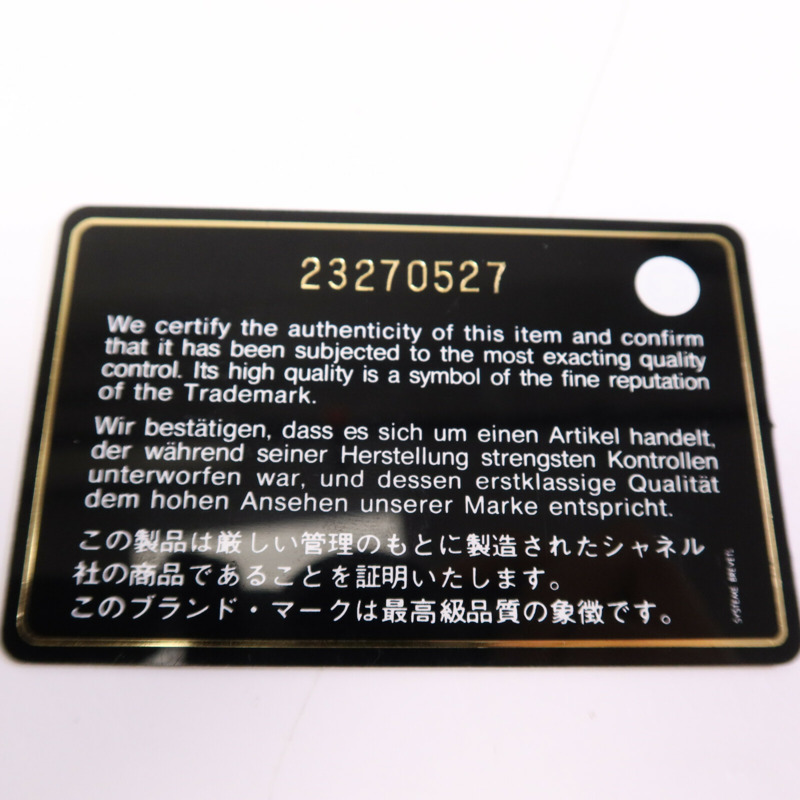 23270527
We certify the authenticity of this item and confirm
that it has been subjected to the most exacting quality
control. Its high quality is a symbol of the fine reputation
of the Trademark.
Wir bestätigen, dass es sich um einen Artikel handelt,
der während seiner Herstellung strengsten Kontrollen
unterworfen war, und dessen erstklassige Qualität
dem hohen Ansehen unserer Marke entspricht.
この製品は厳しい管理のもとに製造されたシャネル
社の商品であることを証明いたします。
このブランド・マークは最高級品質の象徴です。
SYSTEME BREVETE